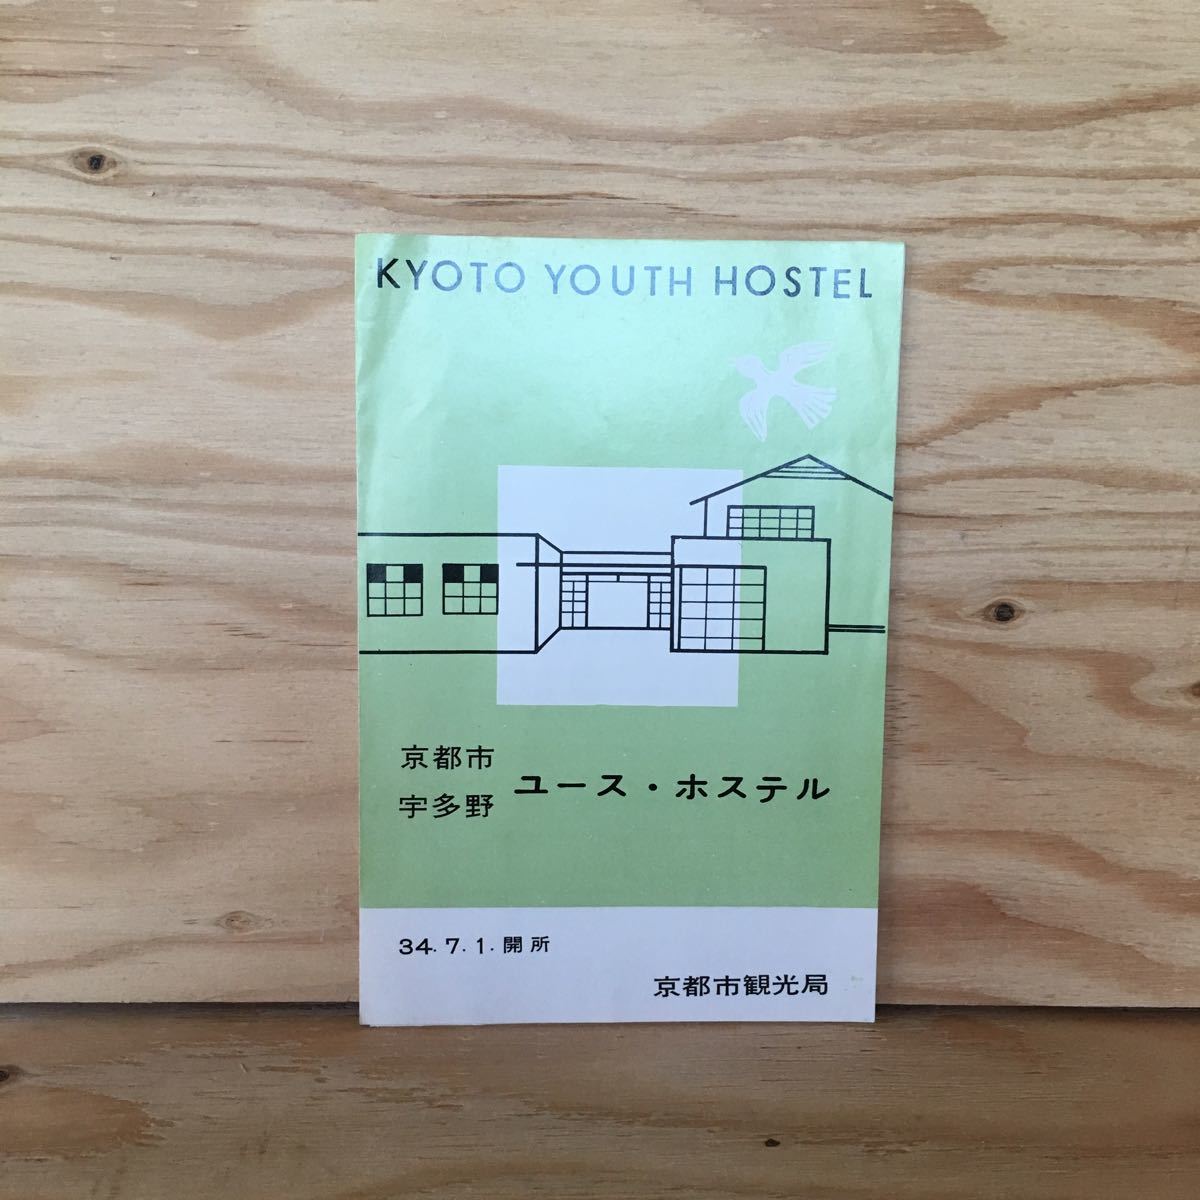 KYOTO YOUTH HOSTEL
京都市
宇多野
ユース・ホステル
34.7.1.開所
京都市観光局